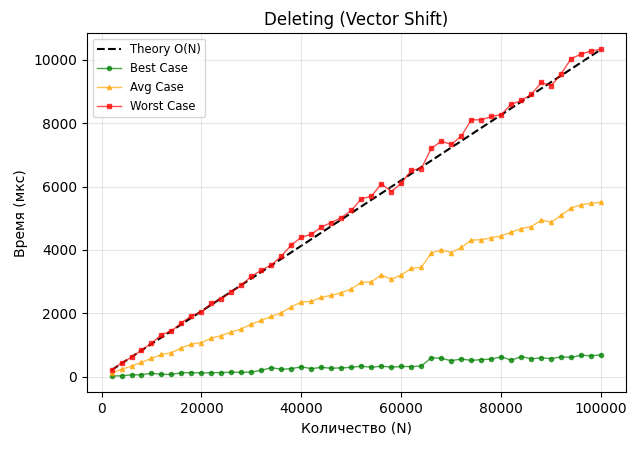 Deleting (Vector Shift)
Theory O(N)
Best Case
Avg Case
Worst Case
Время (мкс)
10000
8000
6000
4000
2000
0
0 20000 40000 60000 80000 100000
Количество (N)